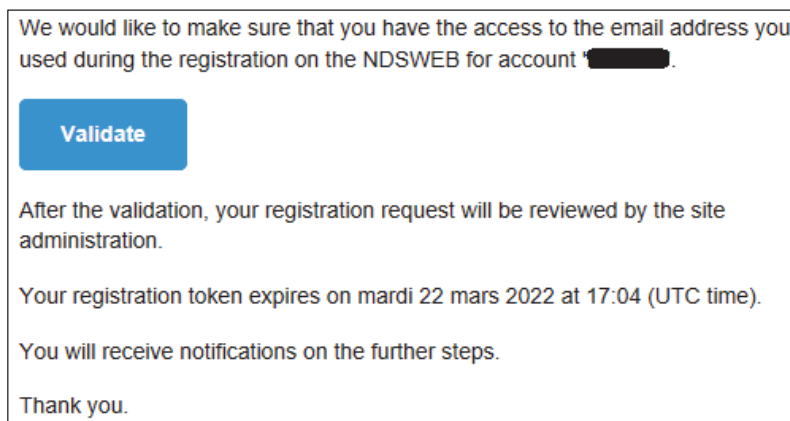 We would like to make sure that you have the access to the email address you
used during the registration on the NDSWEB for account '.
Validate
After the validation, your registration request will be reviewed by the site
administration.
Your registration token expires on mardi 22 mars 2022 at 17:04 (UTC time).
You will receive notifications on the further steps.
Thank you.